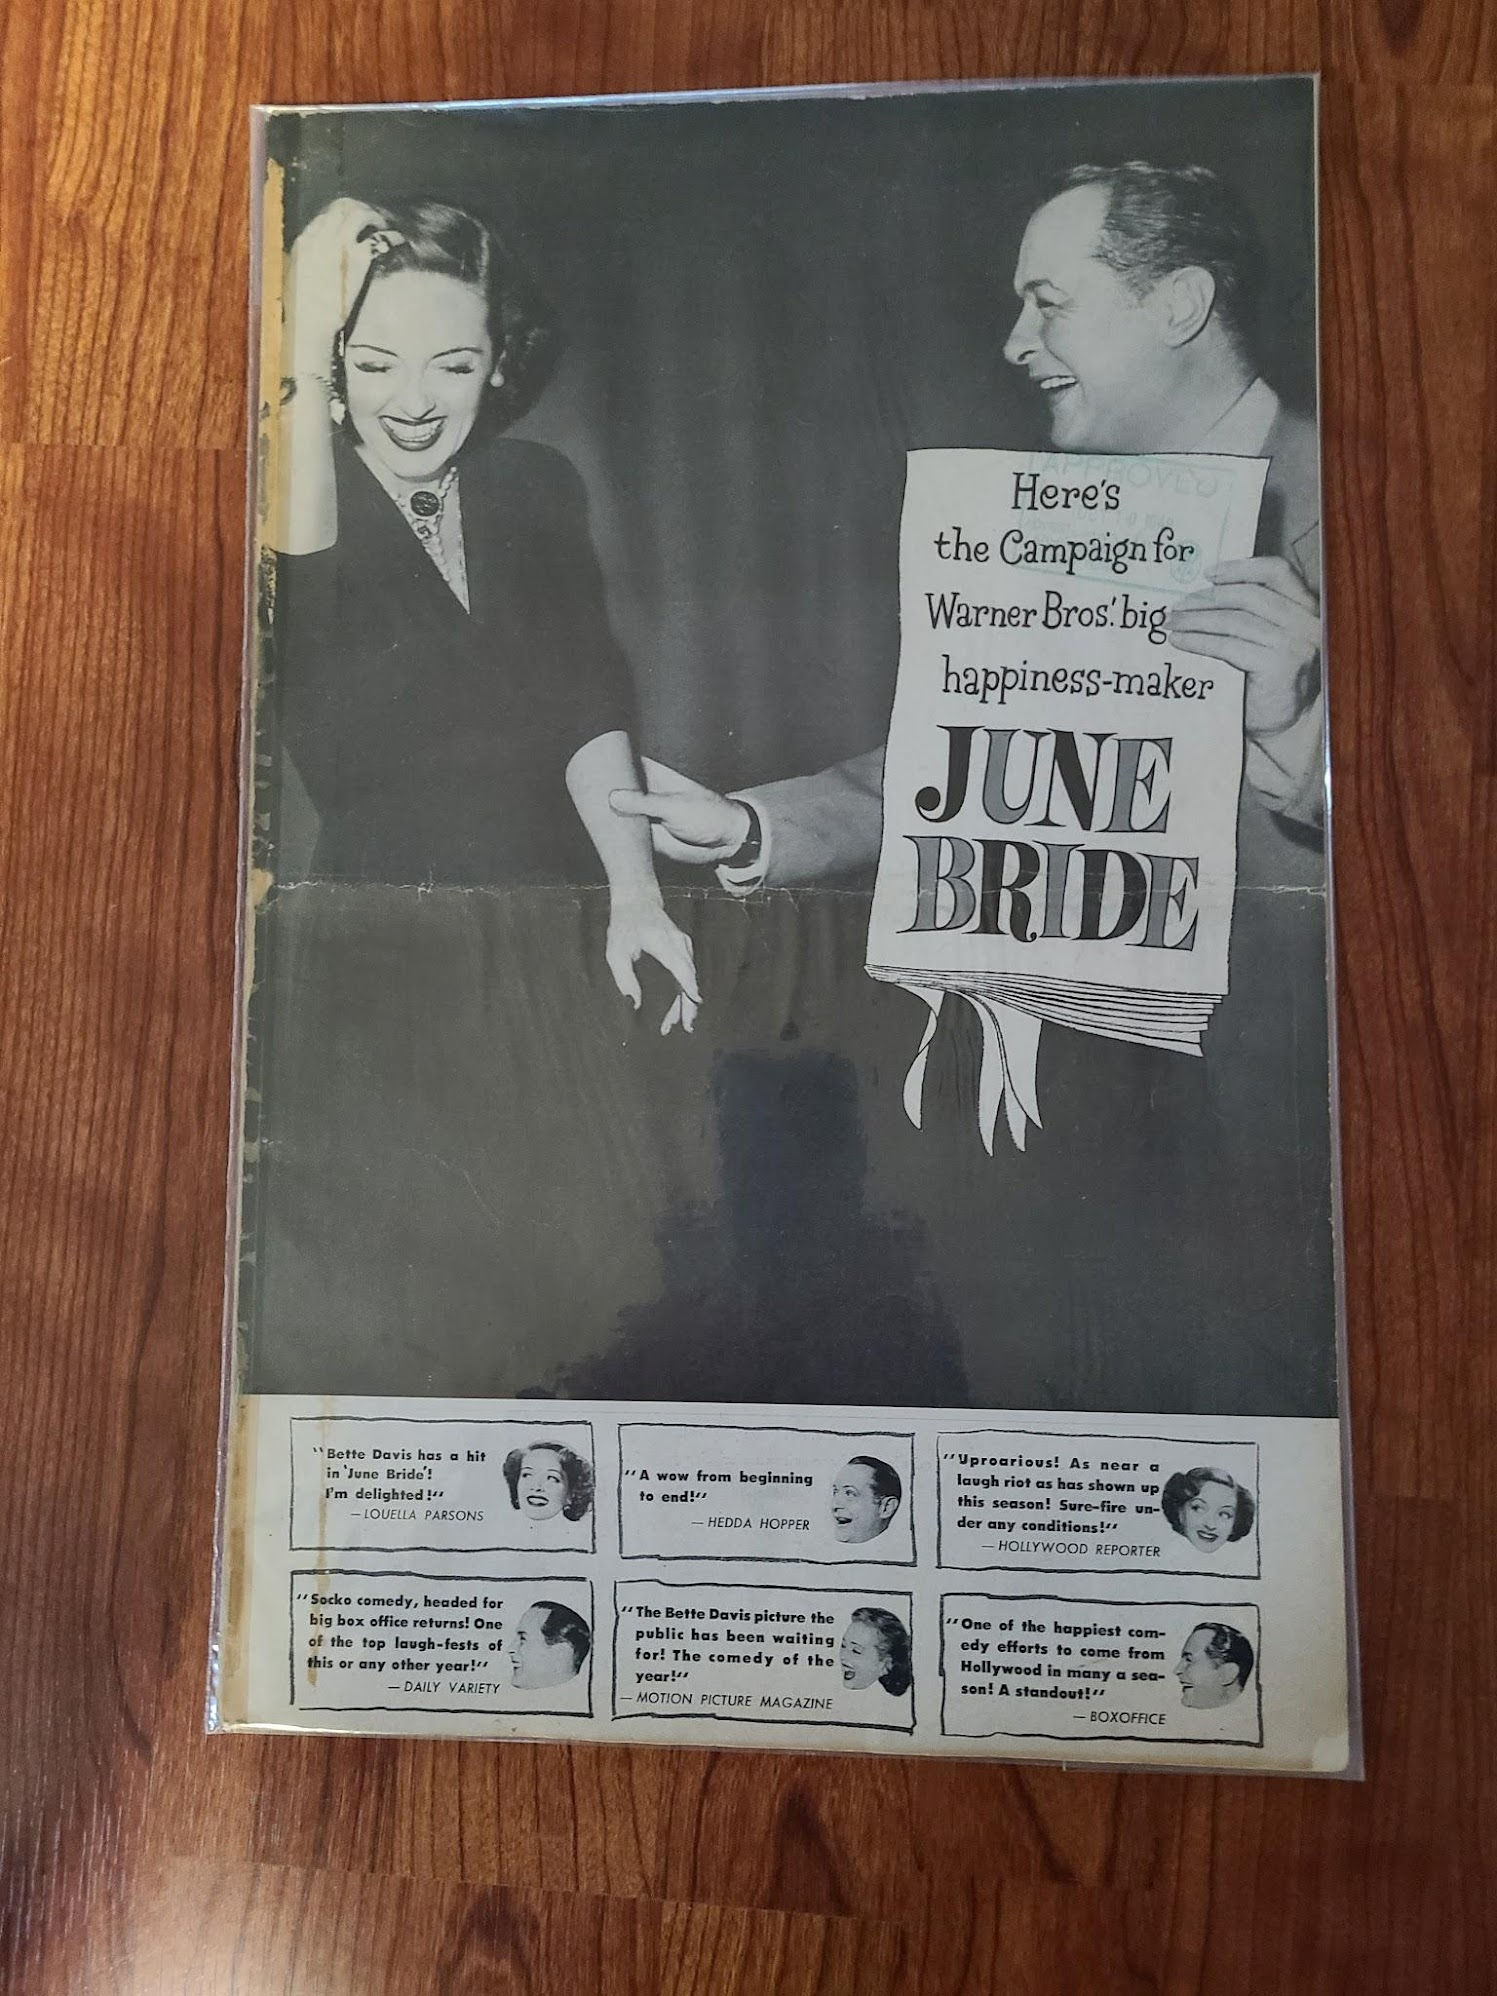 APPROVED
Here's
the Campaign for
Warner Bros.' big
happiness-maker
JUNE
BRIDE
"Bette Davis has a hit
in 'June Bride'!
I'm delighted!"
— LOUELLA PARSONS
"A wow from beginning
to end!"
— HEDDA HOPPER
"Uproarious! As near a
laugh riot as has shown up
this season! Sure-fire un-
der any conditions!"
— HOLLYWOOD REPORTER
"Socko comedy, headed for
big box office returns! One
of the top laugh-fests of
this or any other year!"
— DAILY VARIETY
"The Bette Davis picture the
public has been waiting
for! The comedy of the
year!"
— MOTION PICTURE MAGAZINE
"One of the happiest com-
edy efforts to come from
Hollywood in many a sea-
son! A standout!"
— BOXOFFICE